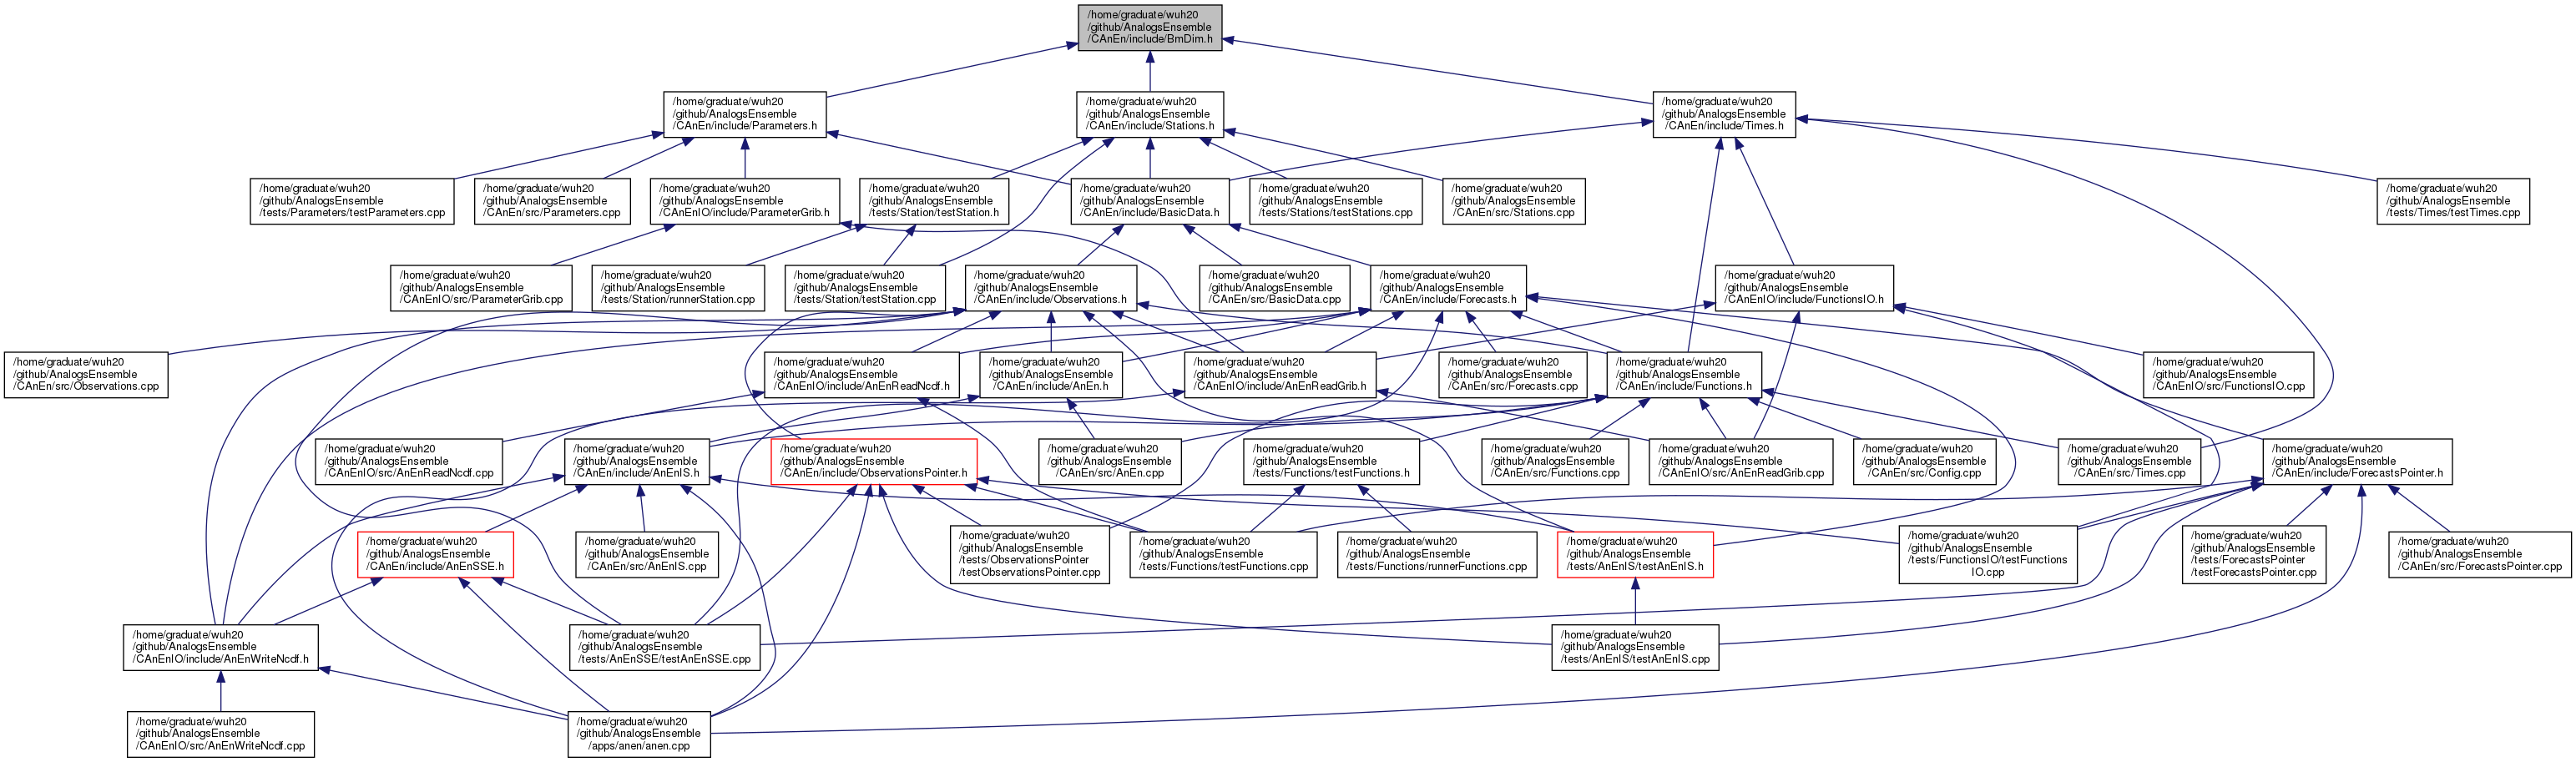 /home/graduate/wuh20
/github/AnalogsEnsemble
/CAnEn/include/BmDim.h
/home/graduate/wuh20
/github/AnalogsEnsemble
/CAnEn/include/Parameters.h
/home/graduate/wuh20
/github/AnalogsEnsemble
/CAnEn/include/Stations.h
/home/graduate/wuh20
/github/AnalogsEnsemble
/CAnEn/include/Times.h
/home/graduate/wuh20
/github/AnalogsEnsemble
/tests/Parameters/testParameters.cpp
/home/graduate/wuh20
/github/AnalogsEnsemble
/CAnEn/src/Parameters.cpp
/home/graduate/wuh20
/github/AnalogsEnsemble
/CAnEnIO/include/ParameterGrib.h
/home/graduate/wuh20
/github/AnalogsEnsemble
/tests/Station/testStation.h
/home/graduate/wuh20
/github/AnalogsEnsemble
/CAnEn/include/BasicData.h
/home/graduate/wuh20
/github/AnalogsEnsemble
/tests/Stations/testStations.cpp
/home/graduate/wuh20
/github/AnalogsEnsemble
/CAnEn/src/Stations.cpp
/home/graduate/wuh20
/github/AnalogsEnsemble
/tests/Times/testTimes.cpp
/home/graduate/wuh20
/github/AnalogsEnsemble
/CAnEnIO/src/ParameterGrib.cpp
/home/graduate/wuh20
/github/AnalogsEnsemble
/tests/Station/runnerStation.cpp
/home/graduate/wuh20
/github/AnalogsEnsemble
/tests/Station/testStation.cpp
/home/graduate/wuh20
/github/AnalogsEnsemble
/CAnEn/include/Observations.h
/home/graduate/wuh20
/github/AnalogsEnsemble
/CAnEn/src/BasicData.cpp
/home/graduate/wuh20
/github/AnalogsEnsemble
/CAnEn/include/Forecasts.h
/home/graduate/wuh20
/github/AnalogsEnsemble
/CAnEnIO/include/FunctionsIO.h
/home/graduate/wuh20
/github/AnalogsEnsemble
/CAnEn/src/Observations.cpp
/home/graduate/wuh20
/github/AnalogsEnsemble
/CAnEnIO/include/AnEnReadNcdf.h
/home/graduate/wuh20
/github/AnalogsEnsemble
/CAnEn/include/AnEn.h
/home/graduate/wuh20
/github/AnalogsEnsemble
/CAnEnIO/include/AnEnReadGrib.h
/home/graduate/wuh20
/github/AnalogsEnsemble
/CAnEn/src/Forecasts.cpp
/home/graduate/wuh20
/github/AnalogsEnsemble
/CAnEn/include/Functions.h
/home/graduate/wuh20
/github/AnalogsEnsemble
/CAnEnIO/src/FunctionsIO.cpp
/home/graduate/wuh20
/github/AnalogsEnsemble
/CAnEnIO/src/AnEnReadNcdf.cpp
/home/graduate/wuh20
/github/AnalogsEnsemble
/CAnEn/include/AnEnIS.h
/home/graduate/wuh20
/github/AnalogsEnsemble
/CAnEn/include/ObservationsPointer.h
/home/graduate/wuh20
/github/AnalogsEnsemble
/CAnEn/src/AnEn.cpp
/home/graduate/wuh20
/github/AnalogsEnsemble
/tests/Functions/testFunctions.h
/home/graduate/wuh20
/github/AnalogsEnsemble
/CAnEn/src/Functions.cpp
/home/graduate/wuh20
/github/AnalogsEnsemble
/CAnEnIO/src/AnEnReadGrib.cpp
/home/graduate/wuh20
/github/AnalogsEnsemble
/CAnEn/src/Config.cpp
/home/graduate/wuh20
/github/AnalogsEnsemble
/CAnEn/src/Times.cpp
/home/graduate/wuh20
/github/AnalogsEnsemble
/CAnEn/include/ForecastsPointer.h
/home/graduate/wuh20
/github/AnalogsEnsemble
/CAnEn/include/AnEnSSE.h
/home/graduate/wuh20
/github/AnalogsEnsemble
/CAnEn/src/AnEnIS.cpp
/home/graduate/wuh20
/github/AnalogsEnsemble
/tests/ObservationsPointer
/testObservationsPointer.cpp
/home/graduate/wuh20
/github/AnalogsEnsemble
/tests/Functions/testFunctions.cpp
/home/graduate/wuh20
/github/AnalogsEnsemble
/tests/Functions/runnerFunctions.cpp
/home/graduate/wuh20
/github/AnalogsEnsemble
/tests/AnEnIS/testAnEnIS.h
/home/graduate/wuh20
/github/AnalogsEnsemble
/tests/FunctionsIO/testFunctions
IO.cpp
/home/graduate/wuh20
/github/AnalogsEnsemble
/tests/ForecastsPointer
/testForecastsPointer.cpp
/home/graduate/wuh20
/github/AnalogsEnsemble
/CAnEn/src/ForecastsPointer.cpp
/home/graduate/wuh20
/github/AnalogsEnsemble
/CAnEnIO/include/AnEnWriteNcdf.h
/home/graduate/wuh20
/github/AnalogsEnsemble
/tests/AnEnSSE/testAnEnSSE.cpp
/home/graduate/wuh20
/github/AnalogsEnsemble
/tests/AnEnIS/testAnEnIS.cpp
/home/graduate/wuh20
/github/AnalogsEnsemble
/CAnEnIO/src/AnEnWriteNcdf.cpp
/home/graduate/wuh20
/github/AnalogsEnsemble
/apps/anen/anen.cpp